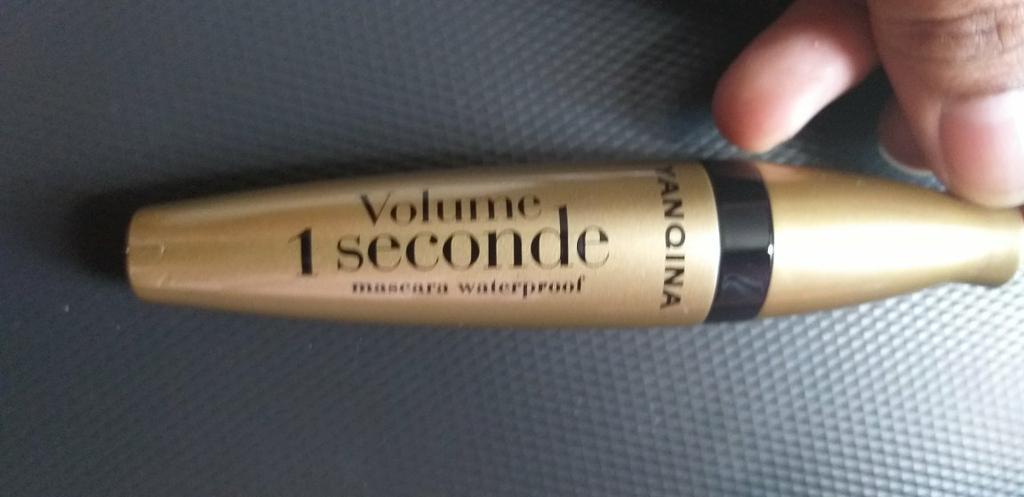 Volume
1 seconde
mascara waterproof
YANQINA